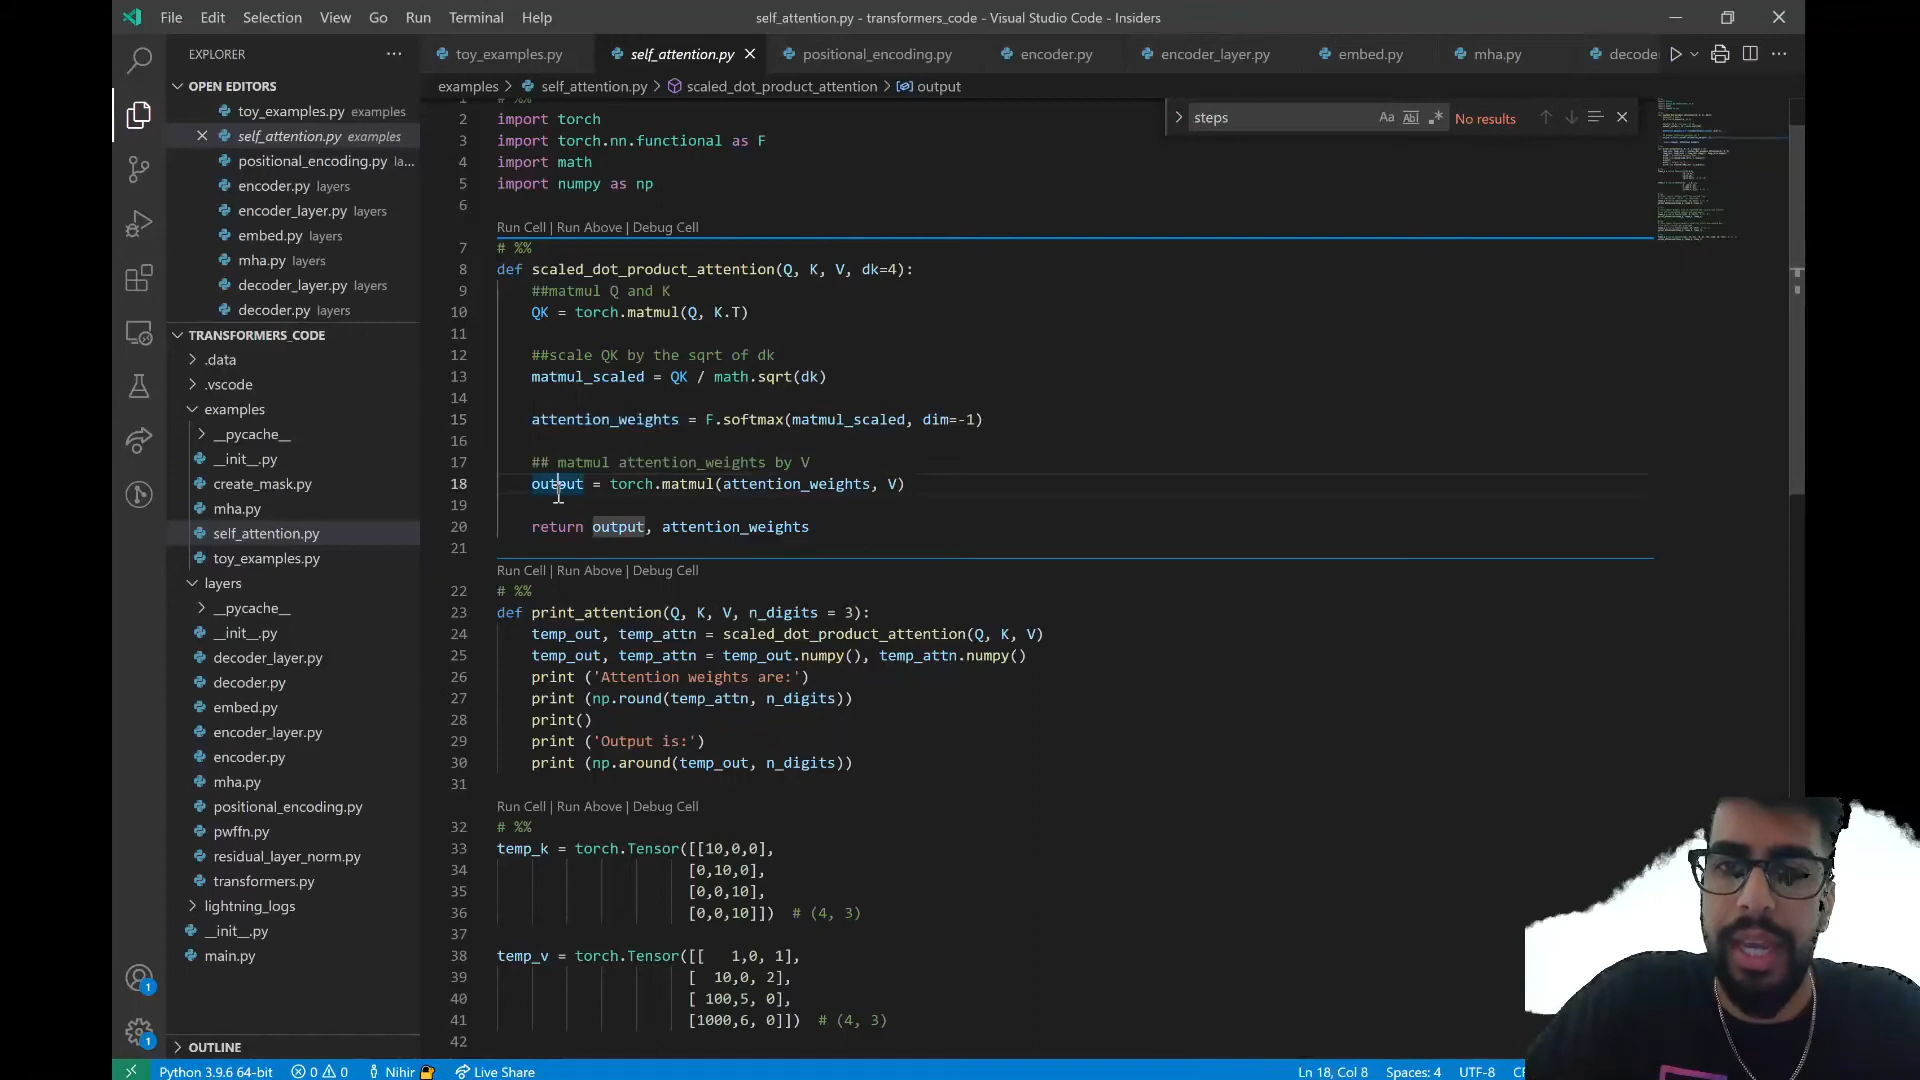 File Edit Selection View Go Run Terminal Help
self_attention.py - transformers_code - Visual Studio Code - Insiders
EXPLORER
OPEN EDITORS
toy_examples.py examples
self_attention.py examples
positional_encoding.py la...
encoder.py layers
encoder_layer.py layers
embed.py layers
mha.py layers
decoder_layer.py layers
decoder.py layers
TRANSFORMERS_CODE
.data
.vscode
examples
__pycache__
__init__.py
create_mask.py
mha.py
self_attention.py
toy_examples.py
layers
__pycache__
__init__.py
decoder_layer.py
decoder.py
embed.py
encoder_layer.py
encoder.py
mha.py
positional_encoding.py
pwffn.py
residual_layer_norm.py
transformers.py
lightning_logs
__init__.py
main.py
OUTLINE
toy_examples.py self_attention.py positional_encoding.py encoder.py encoder_layer.py embed.py mha.py decode
examples > self_attention.py > scaled_dot_product_attention > output
steps Aa Abl .* No results
1 # %%
2 import torch
3 import torch.nn.functional as F
4 import math
5 import numpy as np
6
Run Cell | Run Above | Debug Cell
7 # %%
8 def scaled_dot_product_attention(Q, K, V, dk=4):
9 ##matmul Q and K
10 QK = torch.matmul(Q, K.T)
11
12 ##scale QK by the sqrt of dk
13 matmul_scaled = QK / math.sqrt(dk)
14
15 attention_weights = F.softmax(matmul_scaled, dim=-1)
16
17 ## matmul attention_weights by V
18 output = torch.matmul(attention_weights, V)
19
20 return output, attention_weights
21
Run Cell | Run Above | Debug Cell
22 # %%
23 def print_attention(Q, K, V, n_digits = 3):
24 temp_out, temp_attn = scaled_dot_product_attention(Q, K, V)
25 temp_out, temp_attn = temp_out.numpy(), temp_attn.numpy()
26 print ('Attention weights are:')
27 print (np.round(temp_attn, n_digits))
28 print()
29 print ('Output is:')
30 print (np.around(temp_out, n_digits))
31
Run Cell | Run Above | Debug Cell
32 # %%
33 temp_k = torch.Tensor([[10,0,0],
34 [0,10,0],
35 [0,0,10],
36 [0,0,10]]) # (4, 3)
37
38 temp_v = torch.Tensor([[ 1,0, 1],
39 [ 10,0, 2],
40 [ 100,5, 0],
41 [1000,6, 0]]) # (4, 3)
42
1
1
Python 3.9.6 64-bit 0 0 Nihir Live Share Ln 18, Col 8 Spaces: 4 UTF-8